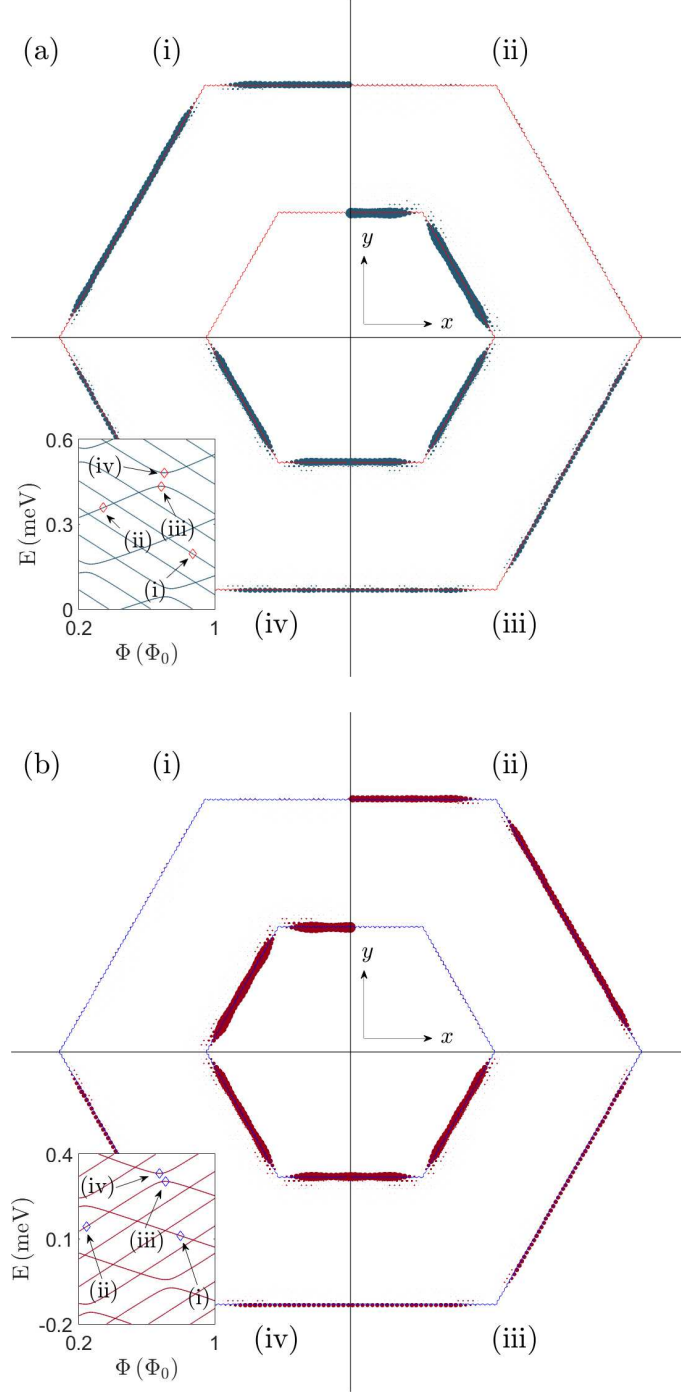 (a) (i) (ii)
y
x
0.6
(iv)
E (meV)
0.3
(iii)
(ii)
(i)
0
0.2 1
Φ (Φ₀)
(iv) (iii)
(b) (i) (ii)
y
x
0.4
(iv)
E (meV)
0.1
(iii)
(ii) (i)
-0.2
0.2 1
Φ (Φ₀)
(iv) (iii)